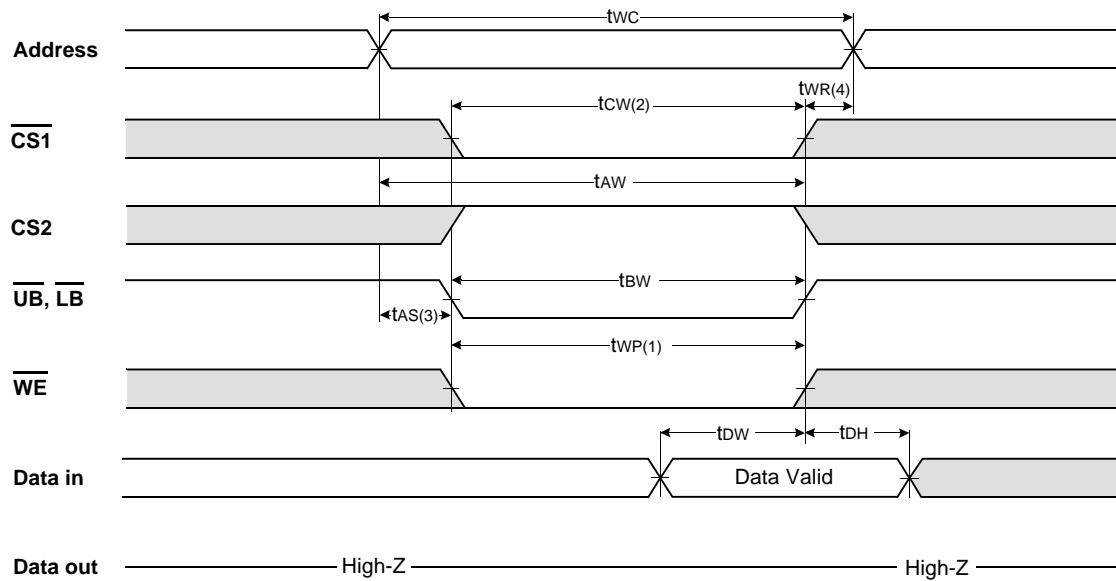 tWC
Address
tCW(2)
tWR(4)
CS1
tAW
CS2
tBW
UB, LB
tAS(3)
tWP(1)
WE
tDW
tDH
Data in
Data Valid
Data out
High-Z
High-Z